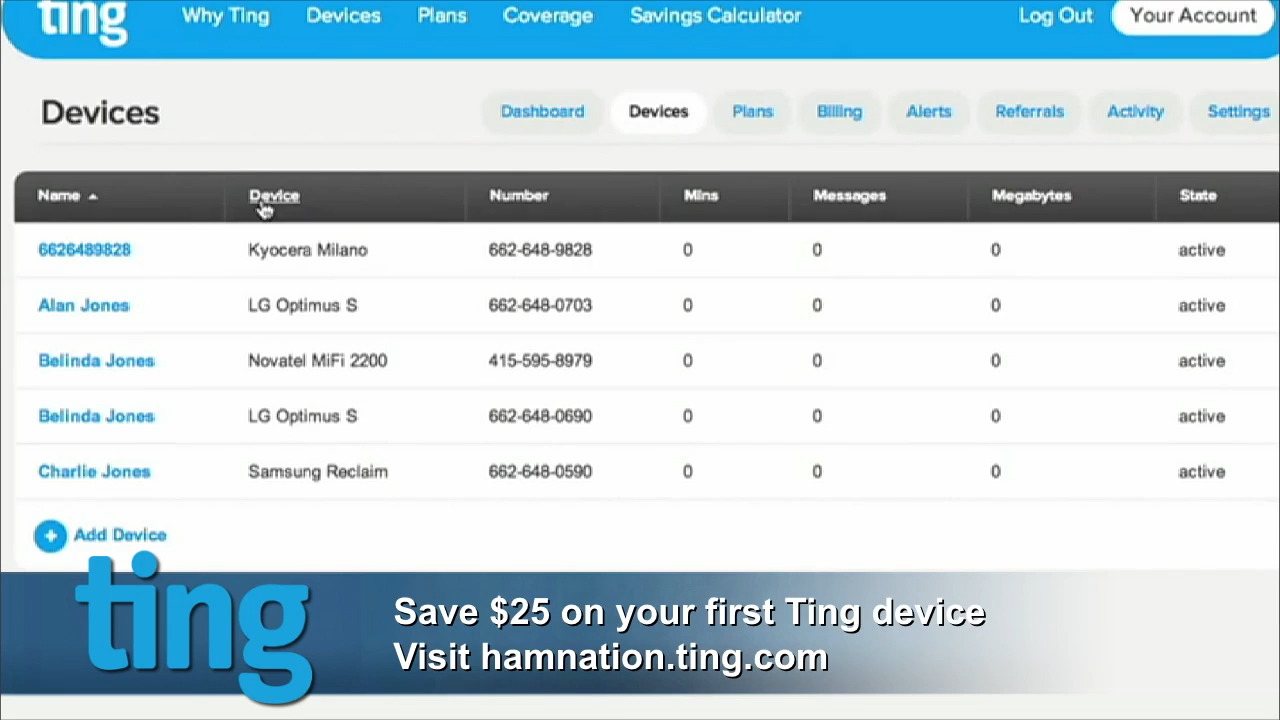 ting Why Ting Devices Plans Coverage Savings Calculator Log Out Your Account
Devices Dashboard Devices Plans Billing Alerts Referrals Activity Settings
Name Device Number Mins Messages Megabytes State
6626489828 Kyocera Milano 662-648-9828 0 0 0 active
Alan Jones LG Optimus S 662-648-0703 0 0 0 active
Belinda Jones Novatel MiFi 2200 415-595-8979 0 0 0 active
Belinda Jones LG Optimus S 662-648-0690 0 0 0 active
Charlie Jones Samsung Reclaim 662-648-0590 0 0 0 active
Add Device
ting
Save $25 on your first Ting device
Visit hamnation.ting.com